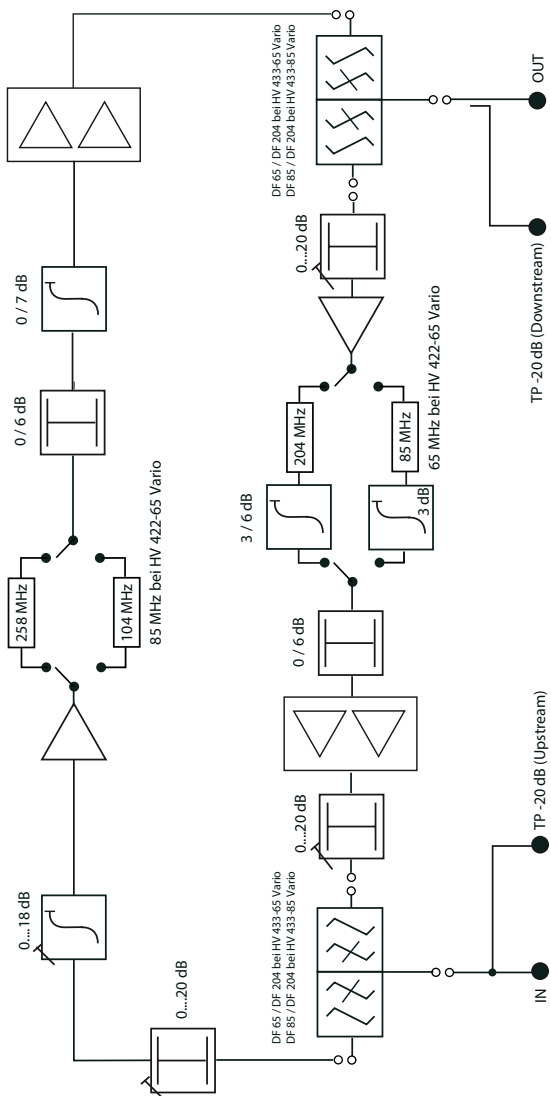 0....20 dB
0....18 dB
258 MHz
104 MHz
85 MHz bei HV 422-65 Vario
0 / 6 dB
0 / 7 dB
DF 65 / DF 204 bei HV 433-65 Vario
DF 85 / DF 204 bei HV 433-85 Vario
0....20 dB
0 / 6 dB
3 / 6 dB
3 dB
204 MHz
85 MHz
65 MHz bei HV 422-65 Vario
0....20 dB
DF 65 / DF 204 bei HV 433-65 Vario
DF 85 / DF 204 bei HV 433-85 Vario
IN
TP -20 dB (Upstream)
TP -20 dB (Downstream)
OUT